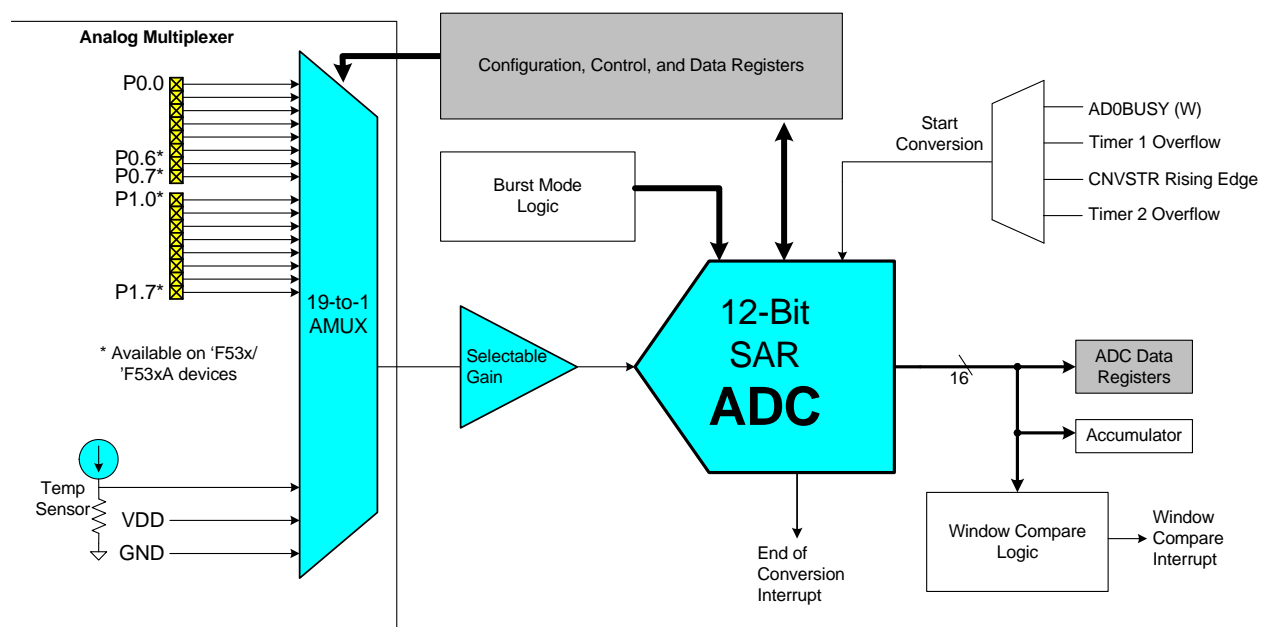 Analog Multiplexer
P0.0
P0.6*
P0.7*
P1.0*
P1.7*
19-to-1
AMUX
* Available on ‘F53x/
’F53xA devices
Temp
Sensor
VDD
GND
Configuration, Control, and Data Registers
Burst Mode
Logic
Selectable
Gain
Start
Conversion
AD0BUSY (W)
Timer 1 Overflow
CNVSTR Rising Edge
Timer 2 Overflow
12-Bit
SAR
ADC
16
ADC Data
Registers
Accumulator
Window Compare
Logic
Window
Compare
Interrupt
End of
Conversion
Interrupt